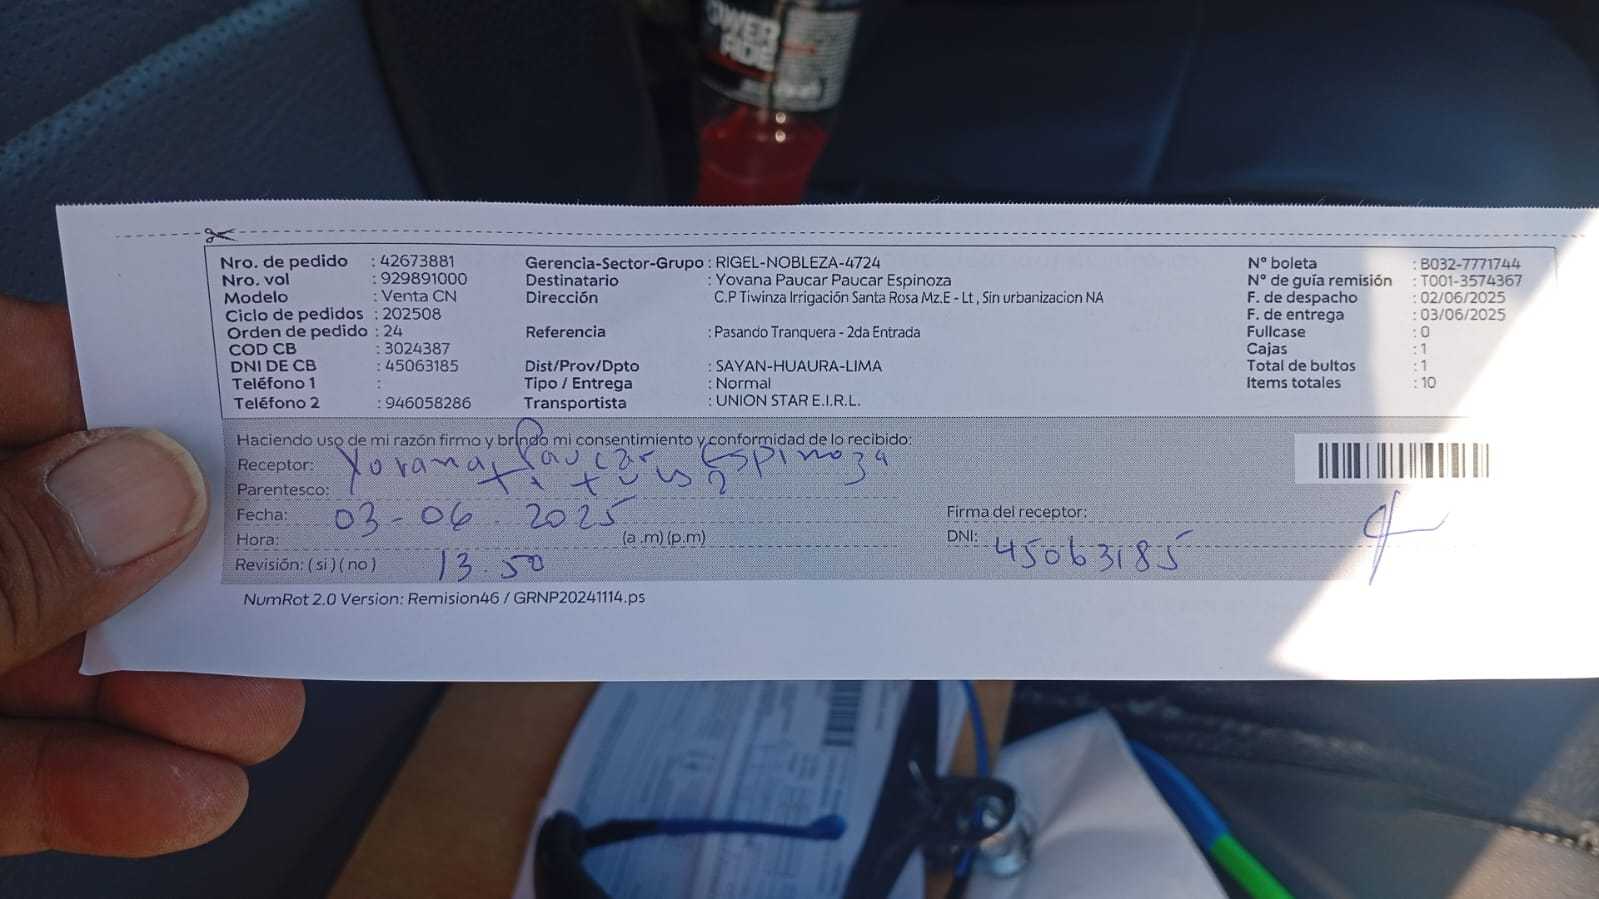 POWER
ADE
Nro. de pedido : 42673881
Nro. vol : 929891000
Modelo : Venta CN
Ciclo de pedidos : 202508
Orden de pedido : 24
COD CB : 3024387
DNI DE CB : 45063185
Teléfono 1 :
Teléfono 2 : 946058286
Gerencia-Sector-Grupo : RIGEL-NOBLEZA-4724
Destinatario : Yovana Paucar Paucar Espinoza
Dirección C.P Tiwinza Irrigación Santa Rosa Mz.E - Lt , Sin urbanizacion NA
Referencia : Pasando Tranquera - 2da Entrada
Dist/Prov/Dpto : SAYAN-HUAURA-LIMA
Tipo / Entrega : Normal
Transportista : UNION STAR E.I.R.L.
N° boleta : B032-7771744
N° de guía remisión : T001-3574367
F. de despacho : 02/06/2025
F. de entrega : 03/06/2025
Fullcase : 0
Cajas : 1
Total de bultos : 1
Items totales : 10
Haciendo uso de mi razón firmo y brindo mi consentimiento y conformidad de lo recibido:
Receptor: Yovana Paucar Espinoza
Parentesco:
Fecha: 03-06.2025
Hora: (a .m) (p.m)
Revisión: ( si ) ( no ) 13.50
Firma del receptor:
DNI: 45063185
NumRot 2.0 Version: Remision46 / GRNP20241114.ps